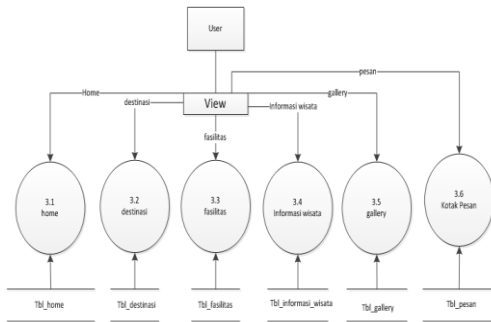 User
pesan
Home
gallery
destinasi
View
Informasi wisata
fasilitas
3.1
home
3.2
destinasi
3.3
fasilitas
3.4
Informasi wisata
3.5
gallery
3.6
Kotak Pesan
Tbl_home
Tbl_destinasi
Tbl_fasilitas
Tbl_informasi_wisata
Tbl_gallery
Tbl_pesan